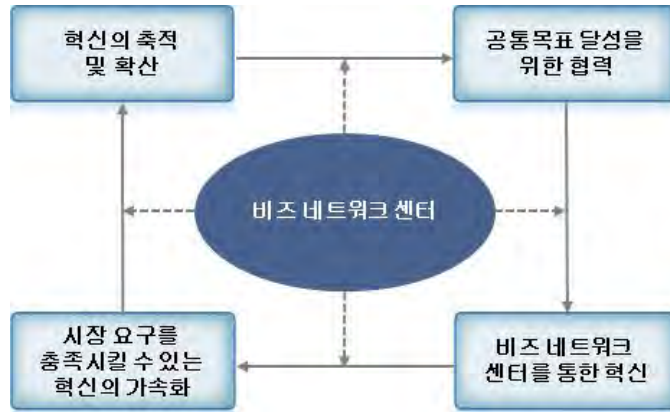 혁신의 축적
및 확산
공통목표 달성을
위한 협력
비즈 네트워크 센터
시장 요구를
충족시킬 수 있는
혁신의 가속화
비즈 네트워크
센터를 통한 혁신